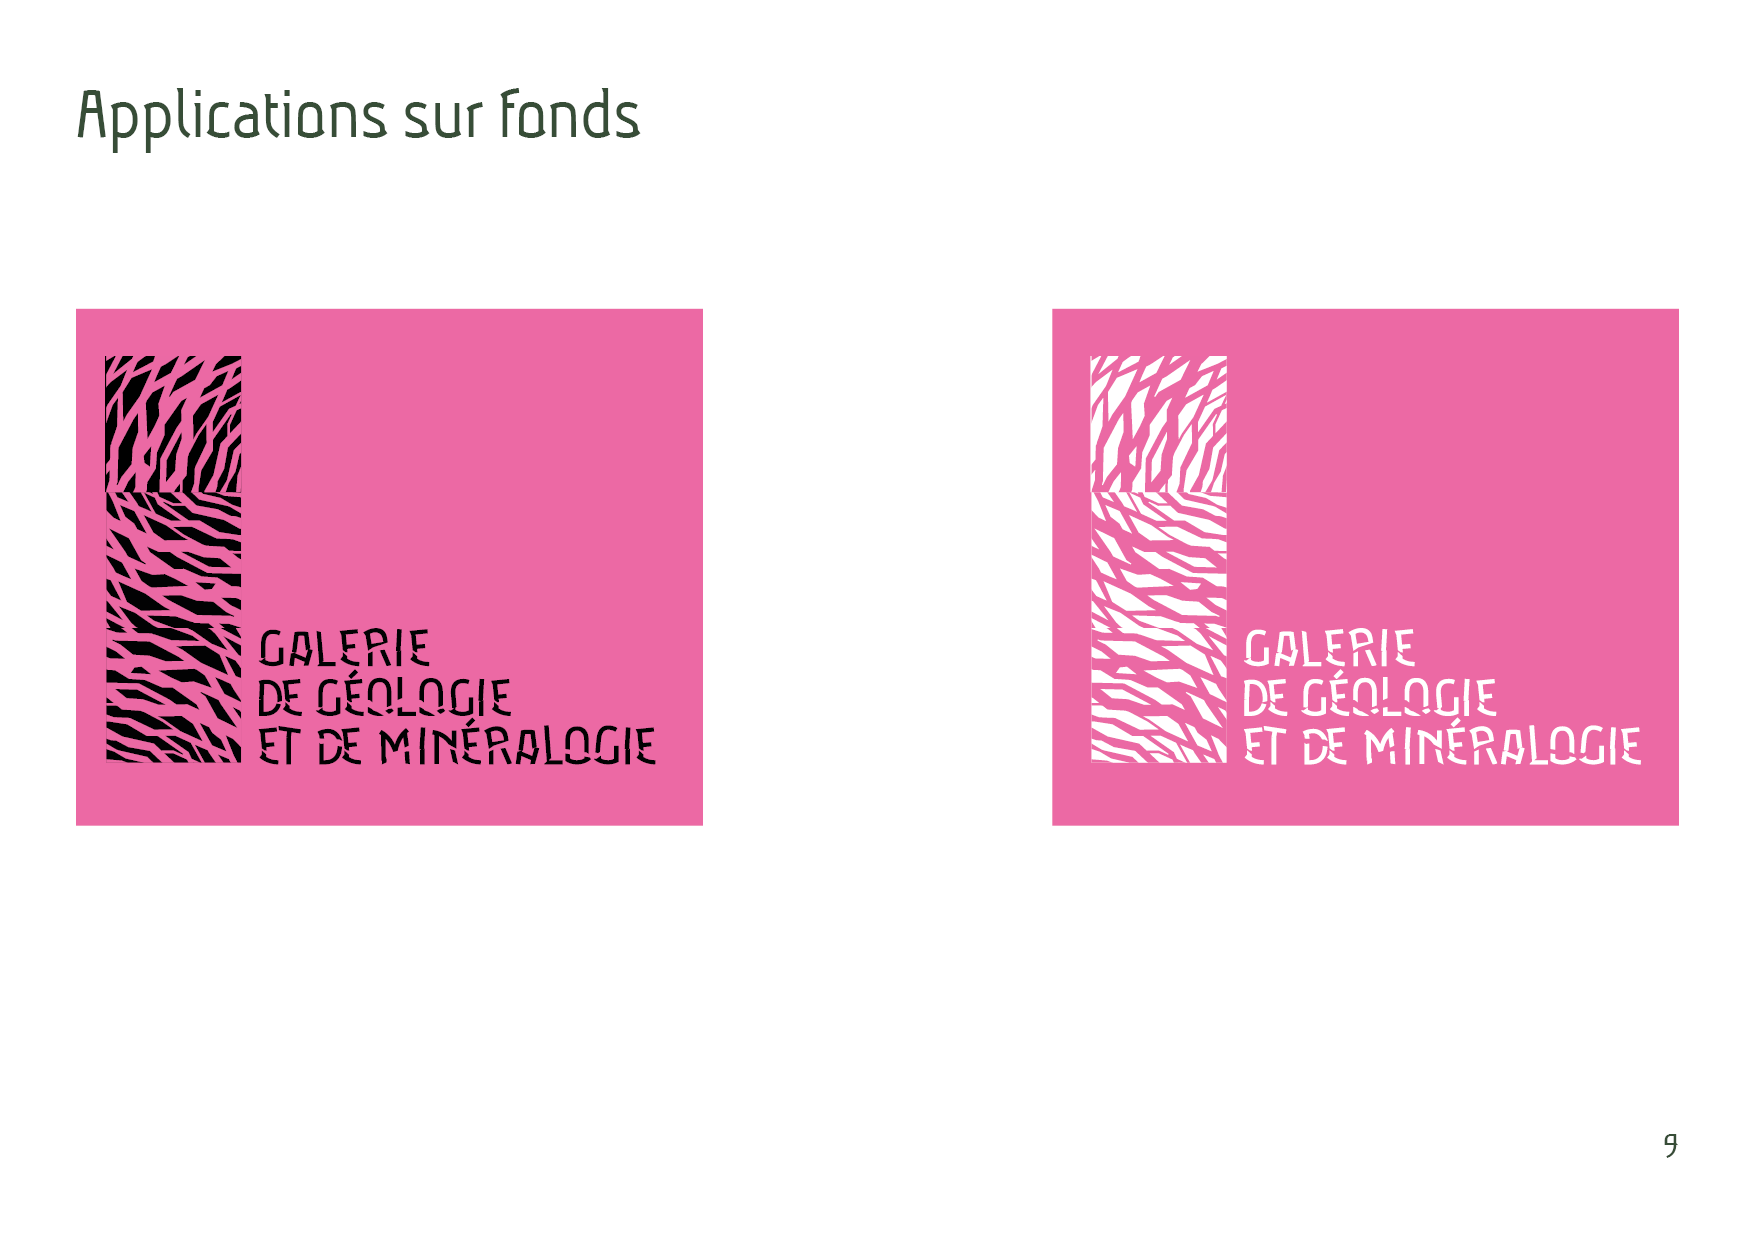 Applications sur fonds
GALERIE
DE GÉOLOGIE
ET DE MINÉRALOGIE
GALERIE
DE GÉOLOGIE
ET DE MINÉRALOGIE
9